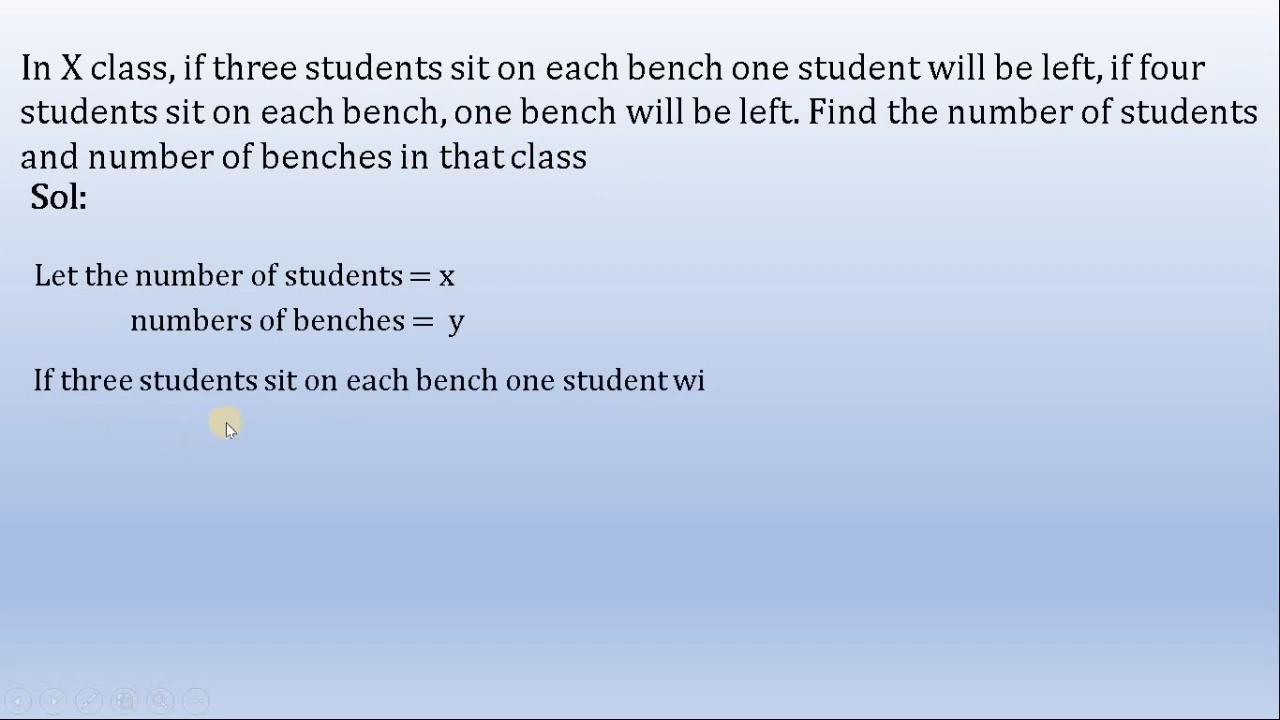 In X class, if three students sit on each bench one student will be left, if four
students sit on each bench, one bench will be left. Find the number of students
and number of benches in that class
Sol:
Let the number of students = x
numbers of benches = y
If three students sit on each bench one student wi